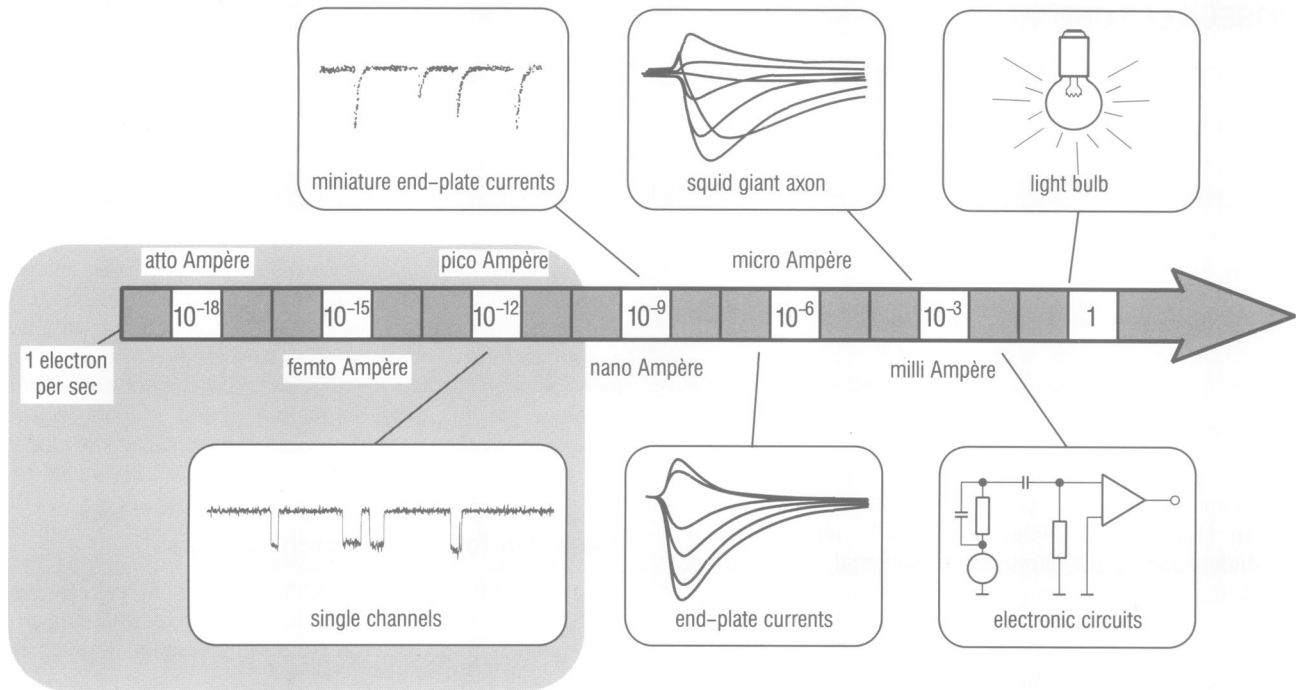 miniature end–plate currents
squid giant axon
light bulb
atto Ampère
pico Ampère
micro Ampère
10⁻¹⁸
10⁻¹⁵
10⁻¹²
10⁻⁹
10⁻⁶
10⁻³
1
1 electron
per sec
femto Ampère
nano Ampère
milli Ampère
single channels
end–plate currents
electronic circuits